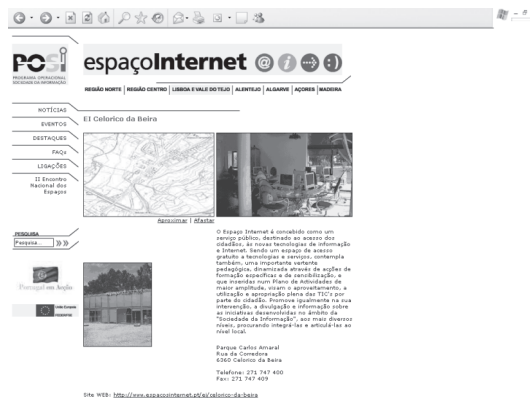 POSi
PROGRAMA OPERACIONAL
SOCIEDADE DA INFORMAÇÃO
espaçoInternet @ i :)
REGIÃO NORTE | REGIÃO CENTRO | LISBOA E VALE DO TEJO | ALENTEJO | ALGARVE | AÇORES | MADEIRA
NOTÍCIAS
EVENTOS
DESTAQUES
FAQs
LIGAÇÕES
II Encontro
Nacional dos
Espaços
PESQUISA
Pesquisa... »»
Portugal em Acção
EI Celorico da Beira
Aproximar | Afastar
O Espaço Internet é concebido como um
serviço público, destinado ao acesso dos
cidadãos, às novas tecnologias de informação
e Internet. Sendo um espaço de acesso
gratuito a tecnologias e serviços, contempla
também, uma importante vertente
pedagógica, dinamizada através de acções de
formação específicas e de sensibilização, e
que inseridas num Plano de Actividades de
maior amplitude, visam o aproveitamento, a
utilização e apropriação plena das TIC's por
parte do cidadão. Promove igualmente na sua
intervenção, a divulgação e informação sobre
as iniciativas desenvolvidas no âmbito da
"Sociedade da Informação", aos mais diversos
níveis, procurando integrá-las e articulá-las ao
nível local.
Parque Carlos Amaral
Rua da Corredora
6360 Celorico da Beira
Telefone: 271 747 400
Fax: 271 747 409
Site WEB: http://www.espacosinternet.pt/ei/celorico-da-beira